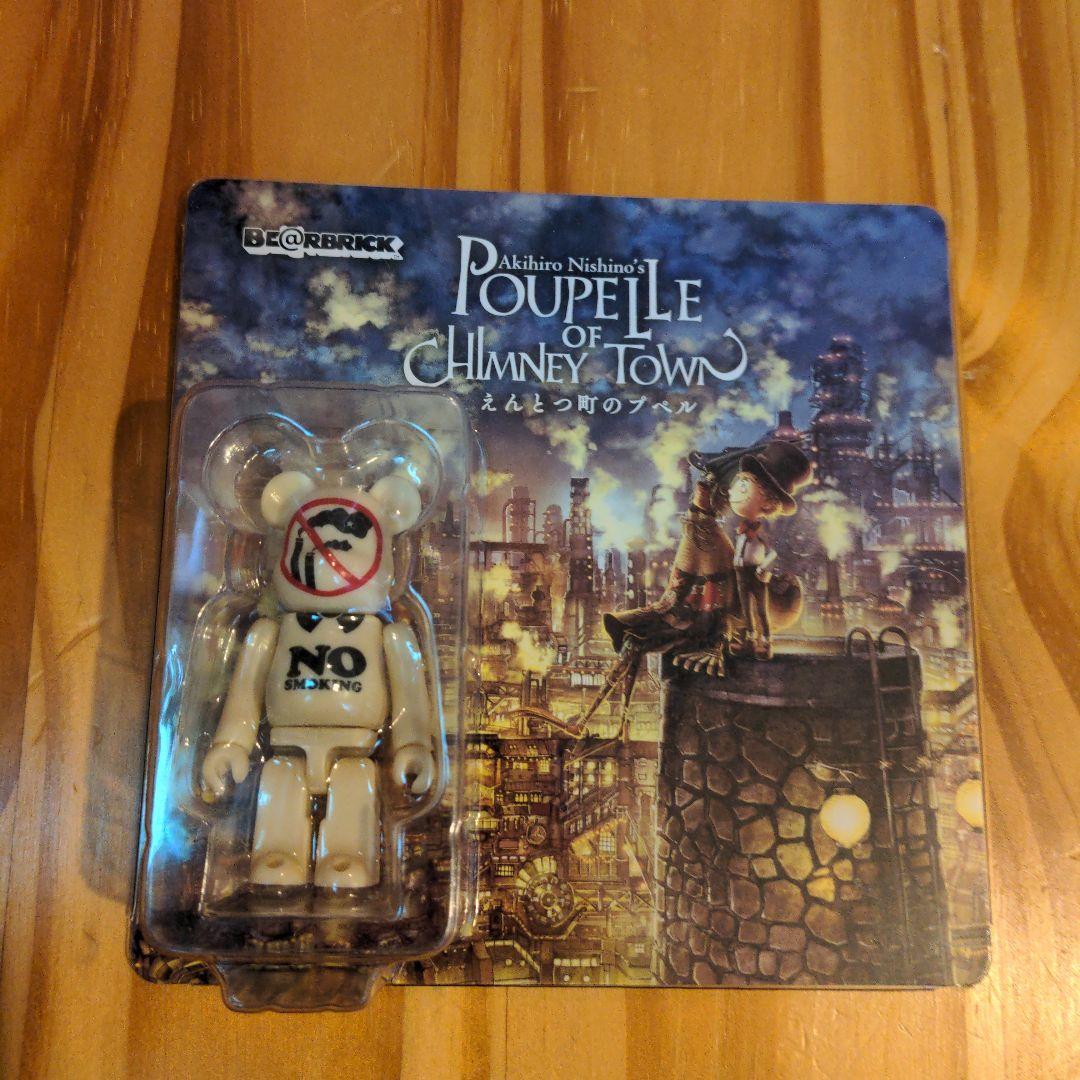 BE@RBRICK
Akihiro Nishino's
POUPELLE
OF
CHIMNEY TOWN
えんとつ町のプペル
NO
SMOKING